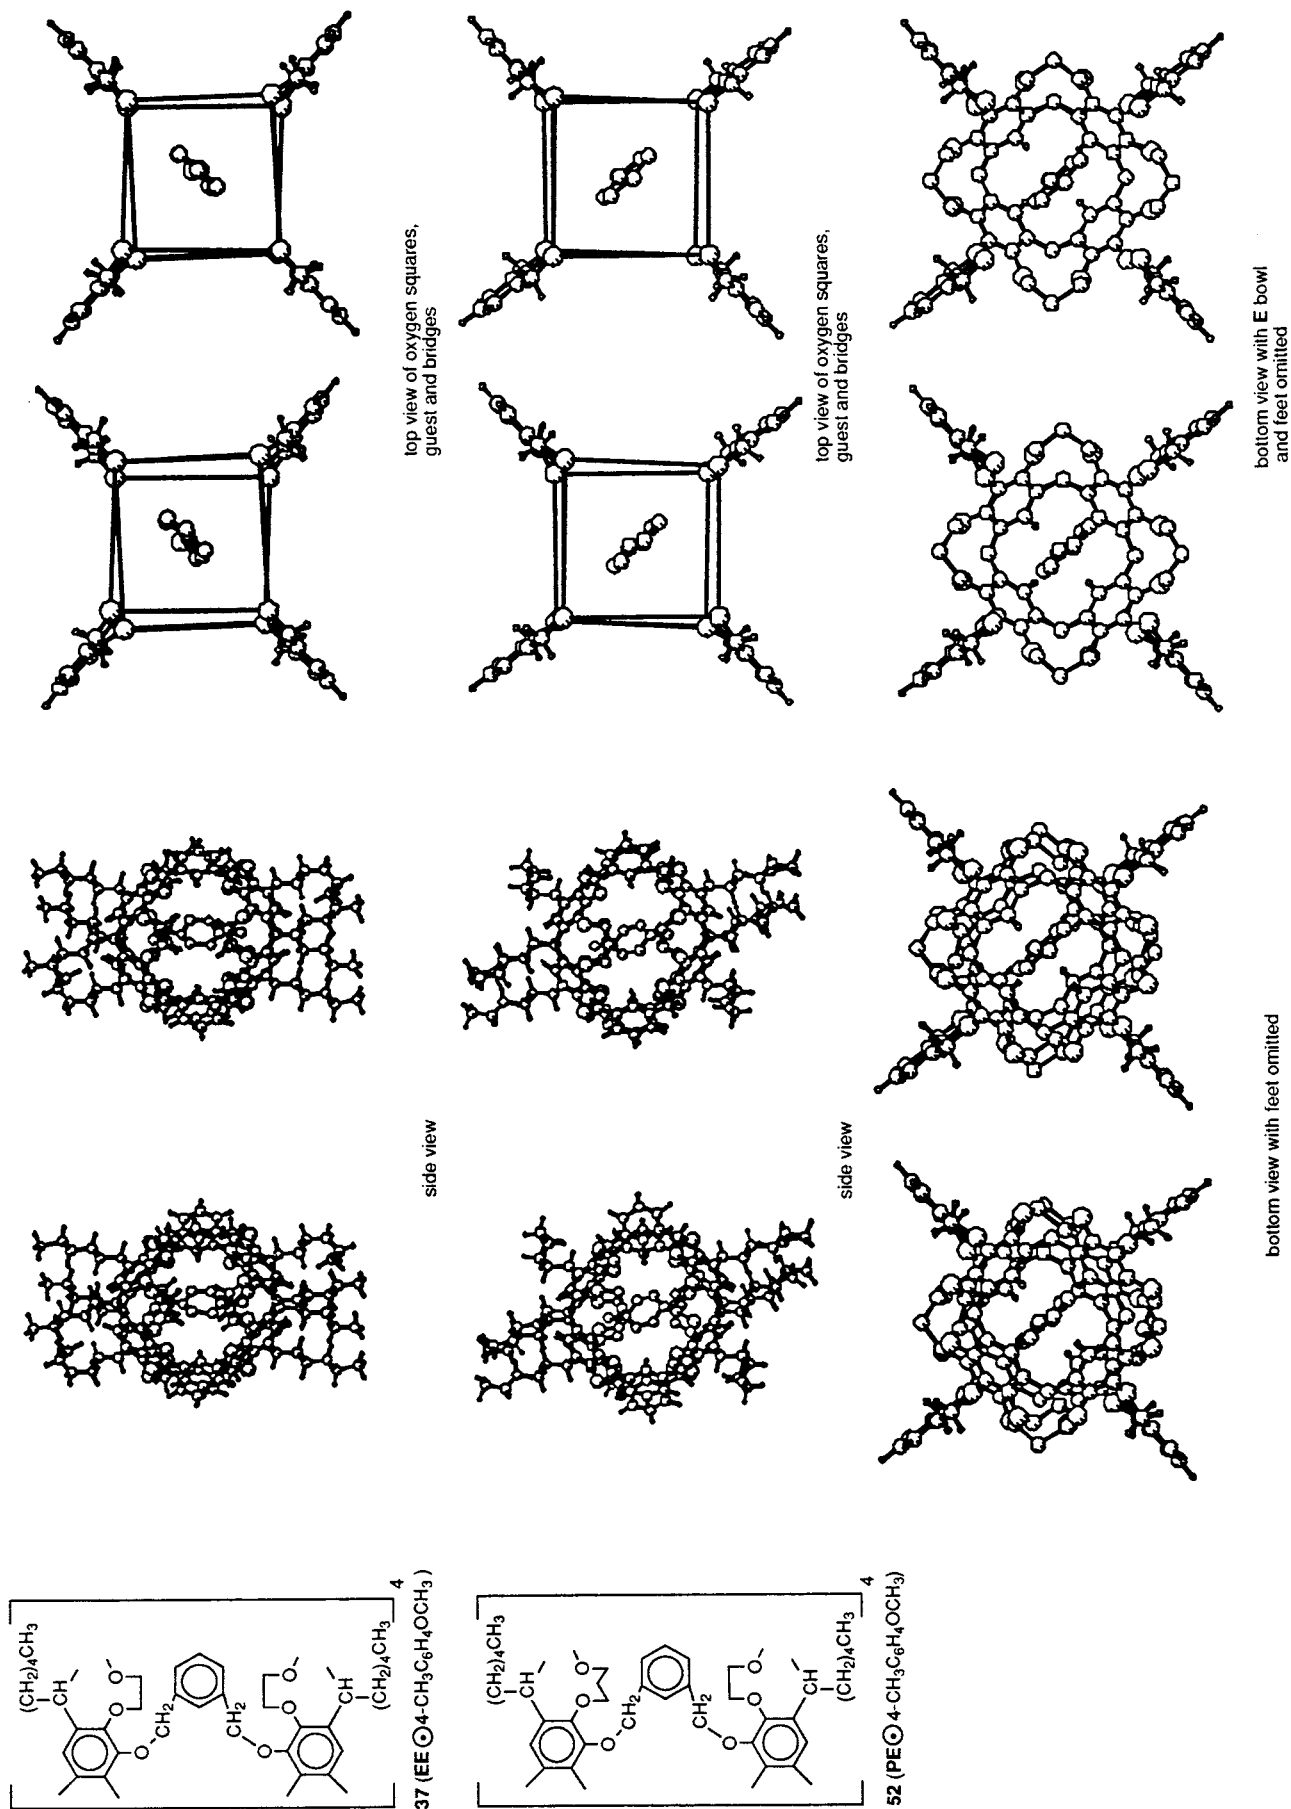 (CH₂)₄CH₃
CH
O O
O CH₂
CH₂
O O O
CH
(CH₂)₄CH₃
4
37 (EE⊙4-CH₃C₆H₄OCH₃)
side view
top view of oxygen squares,
guest and bridges
(CH₂)₄CH₃
CH
O O
O CH₂
CH₂
O O O
CH
(CH₂)₄CH₃
4
52 (PE⊙4-CH₃C₆H₄OCH₃)
side view
top view of oxygen squares,
guest and bridges
bottom view with feet omitted
bottom view with E bowl
and feet omitted